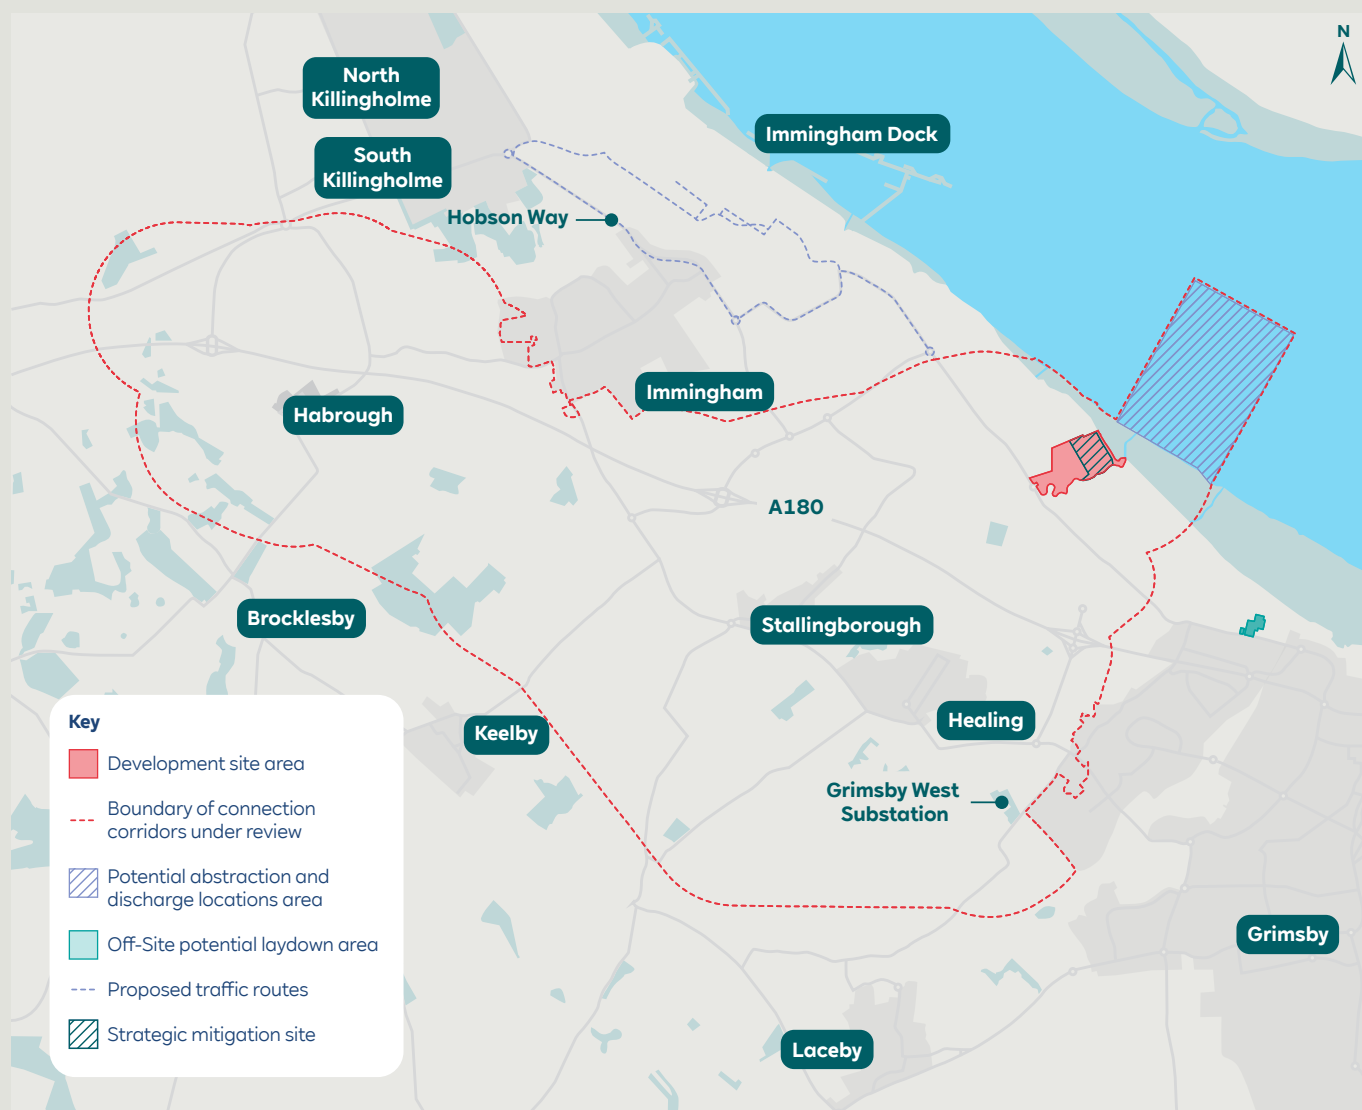 N
North
Killingholme
Immingham Dock
South
Killingholme
Hobson Way
Immingham
Habrough
A180
Brocklesby
Stallingborough
Healing
Keelby
Grimsby West
Substation
Grimsby
Laceby
Key
Development site area
Boundary of connection
corridors under review
Potential abstraction and
discharge locations area
Off-Site potential laydown area
Proposed traffic routes
Strategic mitigation site